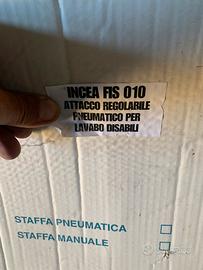 INCEA FIS 010
ATTACCO REGOLABILE
PNEUMATICO PER
LAVABO DISABILI
STAFFA PNEUMATICA
STAFFA MANUALE